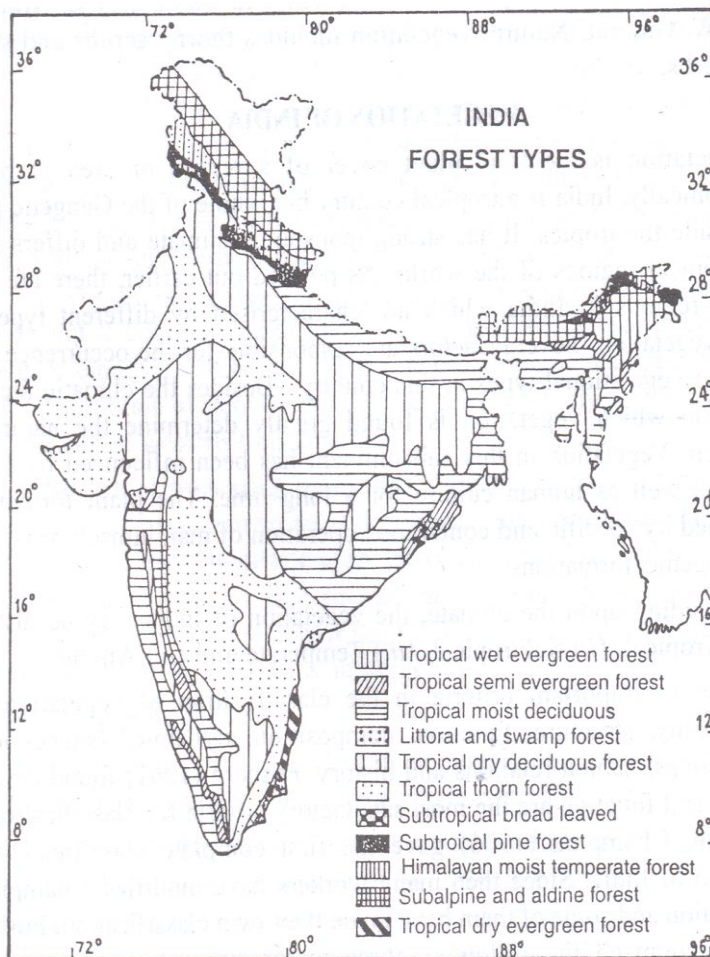 72°
80
88
96°
36°
36°
INDIA
FOREST TYPES
32°
32°
28°
28°
24°
24°
20°
20
16°
16
12°
12
8°
8°
Tropical wet evergreen forest
Tropical semi evergreen forest
Tropical moist deciduous
Littoral and swamp forest
Tropical dry deciduous forest
Tropical thorn forest
Subtropical broad leaved
Subtroical pine forest
Himalayan moist temperate forest
Subalpine and aldine forest
Tropical dry evergreen forest
72°
80
88°
96